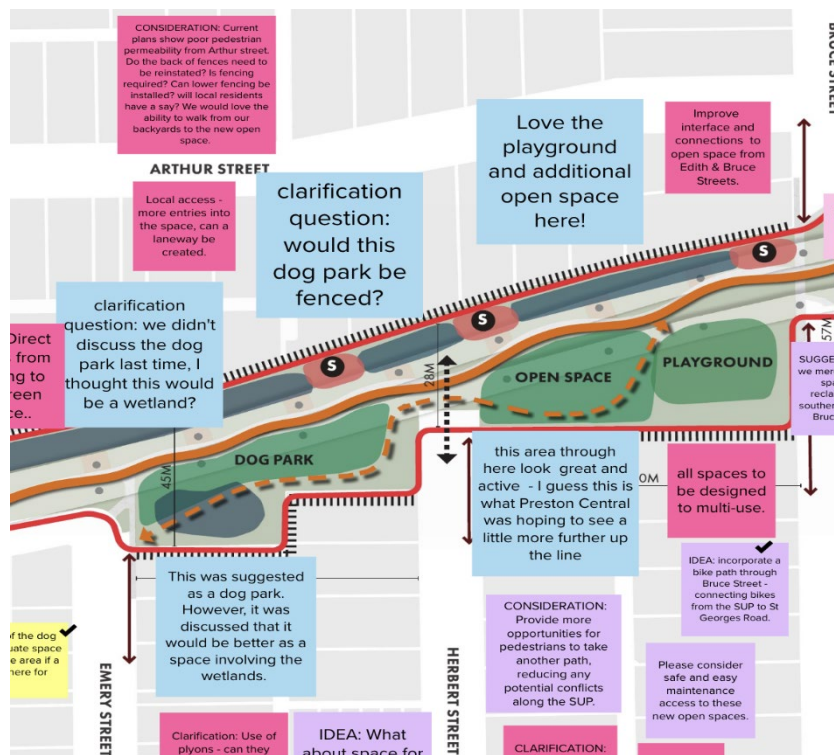 CONSIDERATION: Current
plans show poor pedestrian
permeability from Arthur street.
Do the back of fences need to
be reinstated? Is fencing
required? Can lower fencing be
installed? will local residents
have a say? We would love the
ability to walk from our
backyards to the new open
space.
BRUCE STREET
ARTHUR STREET
Local access -
more entries into
the space, can a
laneway be
created.
clarification
question:
would this
dog park be
fenced?
Love the
playground
and additional
open space
here!
Improve
interface and
connections to
open space from
Edith & Bruce
Streets.
Direct
from
to
clarification
question: we didn't
discuss the dog
park last time, I
thought this would
be a wetland?
S
S
S
28M
45M
57M
DOG PARK
OPEN SPACE
PLAYGROUND
we
Bruc
this area through
here look great and
active - I guess this is
what Preston Central
was hoping to see a
little more further up
the line
0M
all spaces to
be designed
to multi-use.
This was suggested
as a dog park.
However, it was
discussed that it
would be better as a
space involving the
wetlands.
IDEA: incorporate a
bike path through
Bruce Street -
connecting bikes
from the SUP to St
Georges Road.
CONSIDERATION:
Provide more
opportunities for
pedestrians to take
another path,
reducing any
potential conflicts
along the SUP.
Please consider
safe and easy
maintenance
access to these
new open spaces.
of the dog
space
area if a
here for
EMERY STREET
HERBERT STREET
Clarification: Use of
plyons - can they
IDEA: What
about space for
CLARIFICATION: